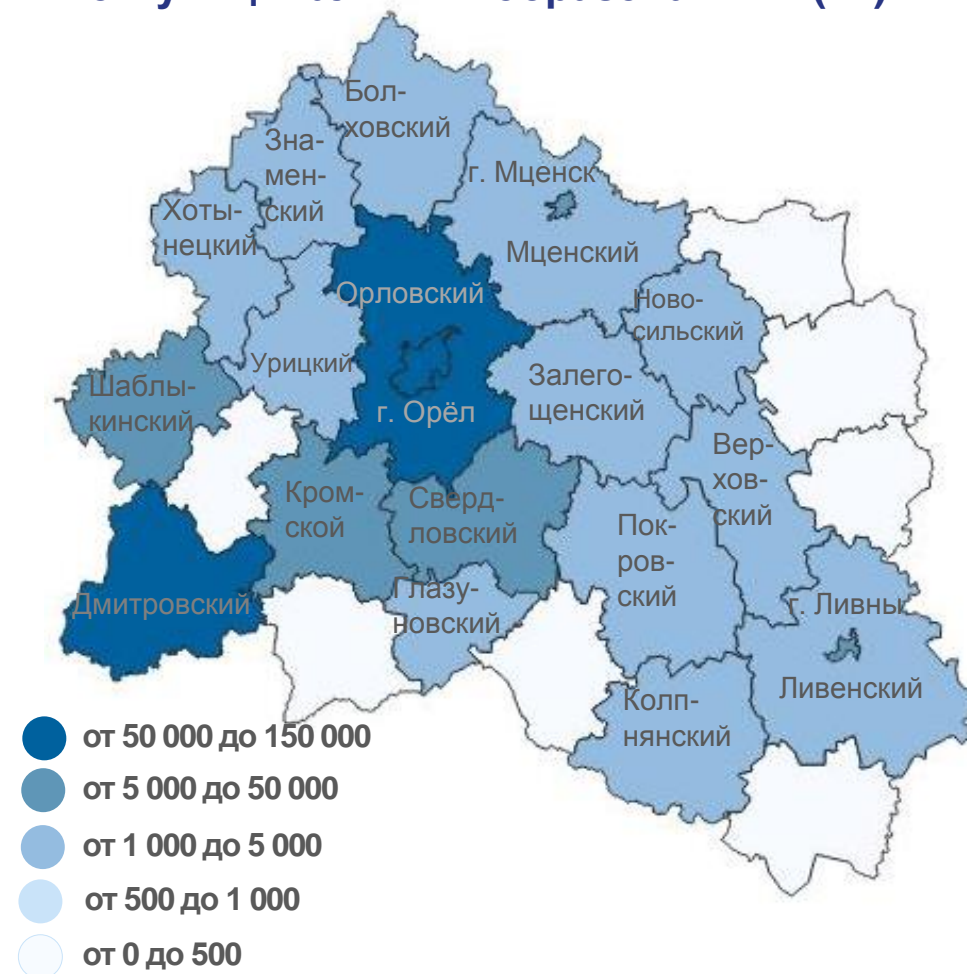 Бол-
ховский
Зна-
мен-
ский
г. Мценск
Хоты-
нецкий
Мценский
Орловский
Ново-
сильский
Урицкий
Залего-
щенский
Шаблы-
кинский
г. Орёл
Вер-
хов-
ский
Кром-
ской
Сверд-
ловский
Пок-
ров-
ский
Дмитровский
Глазу-
новский
г. Ливны
Ливенский
Колп-
нянский
от 50 000 до 150 000
от 5 000 до 50 000
от 1 000 до 5 000
от 500 до 1 000
от 0 до 500